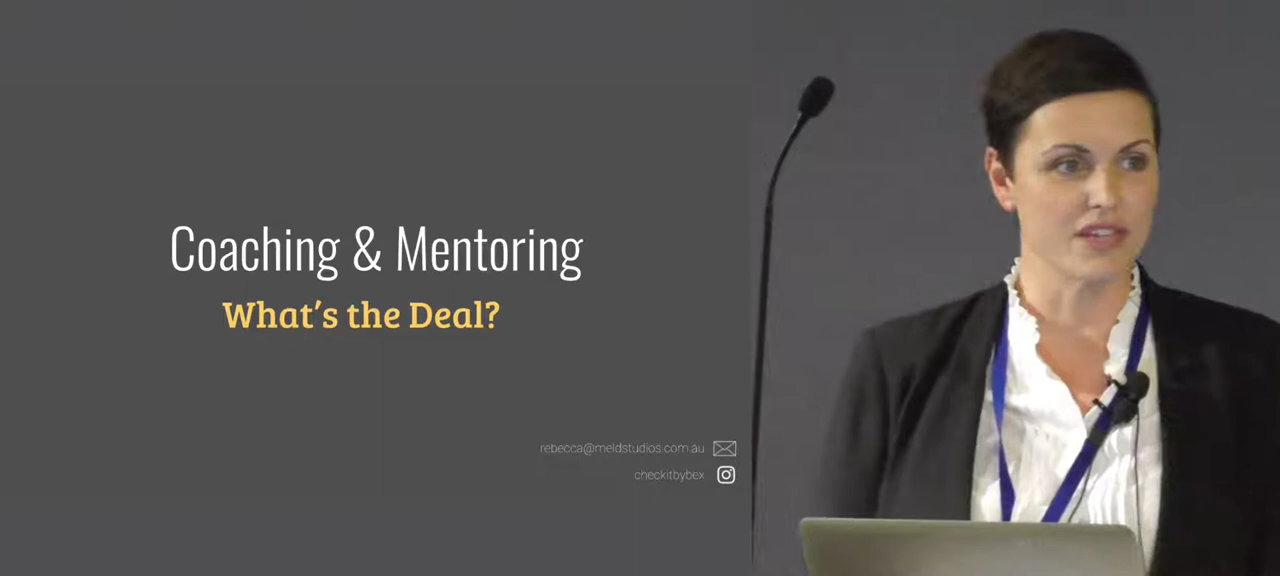 Coaching & Mentoring
What's the Deal?
rebecca@meldstudios.com.au
checkitbybex